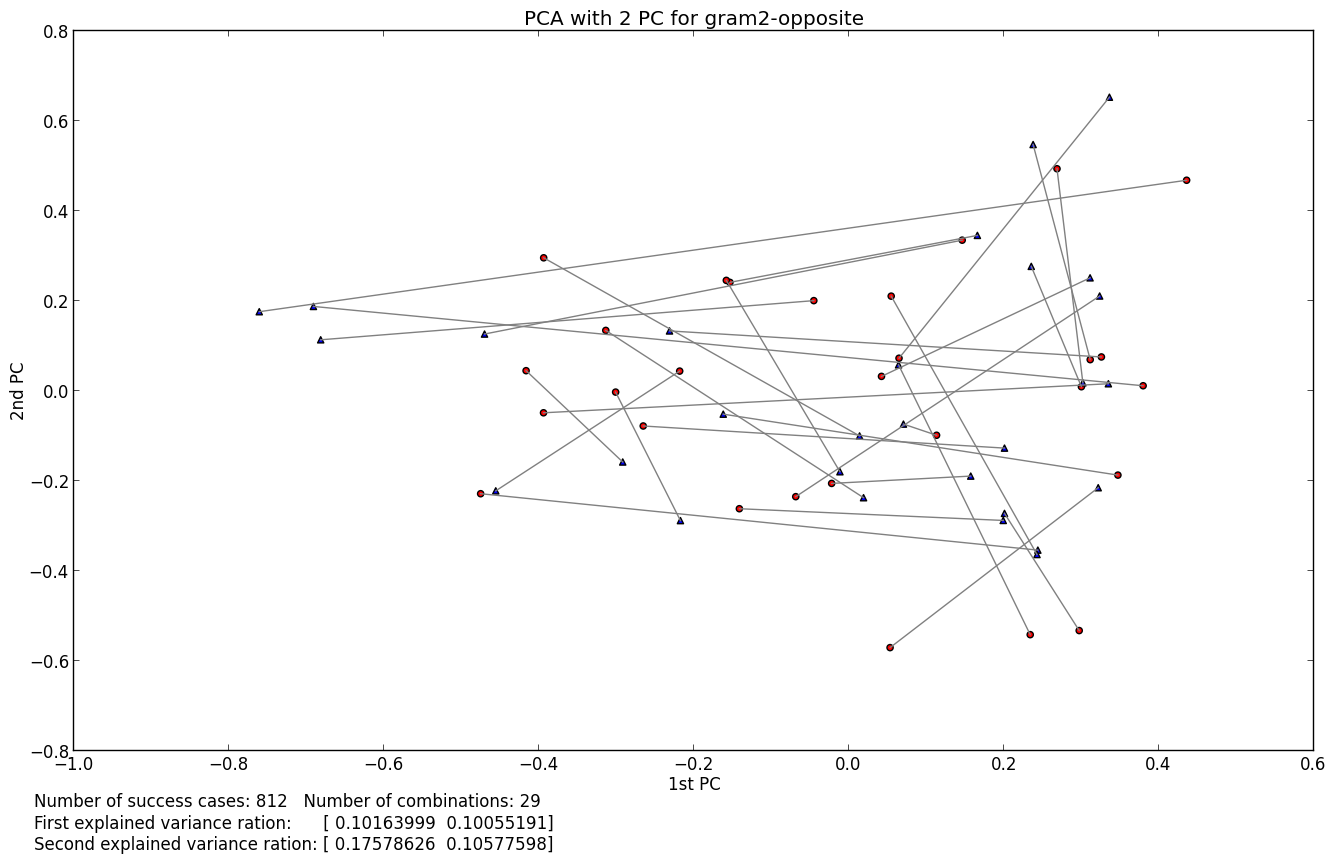 PCA with 2 PC for gram2-opposite
0.8
0.6
0.4
0.2
0.0
−0.2
−0.4
−0.6
−0.8
2nd PC
−1.0 −0.8 −0.6 −0.4 −0.2 0.0 0.2 0.4 0.6
1st PC
Number of success cases: 812 Number of combinations: 29
First explained variance ration: [ 0.10163999 0.10055191]
Second explained variance ration: [ 0.17578626 0.10577598]